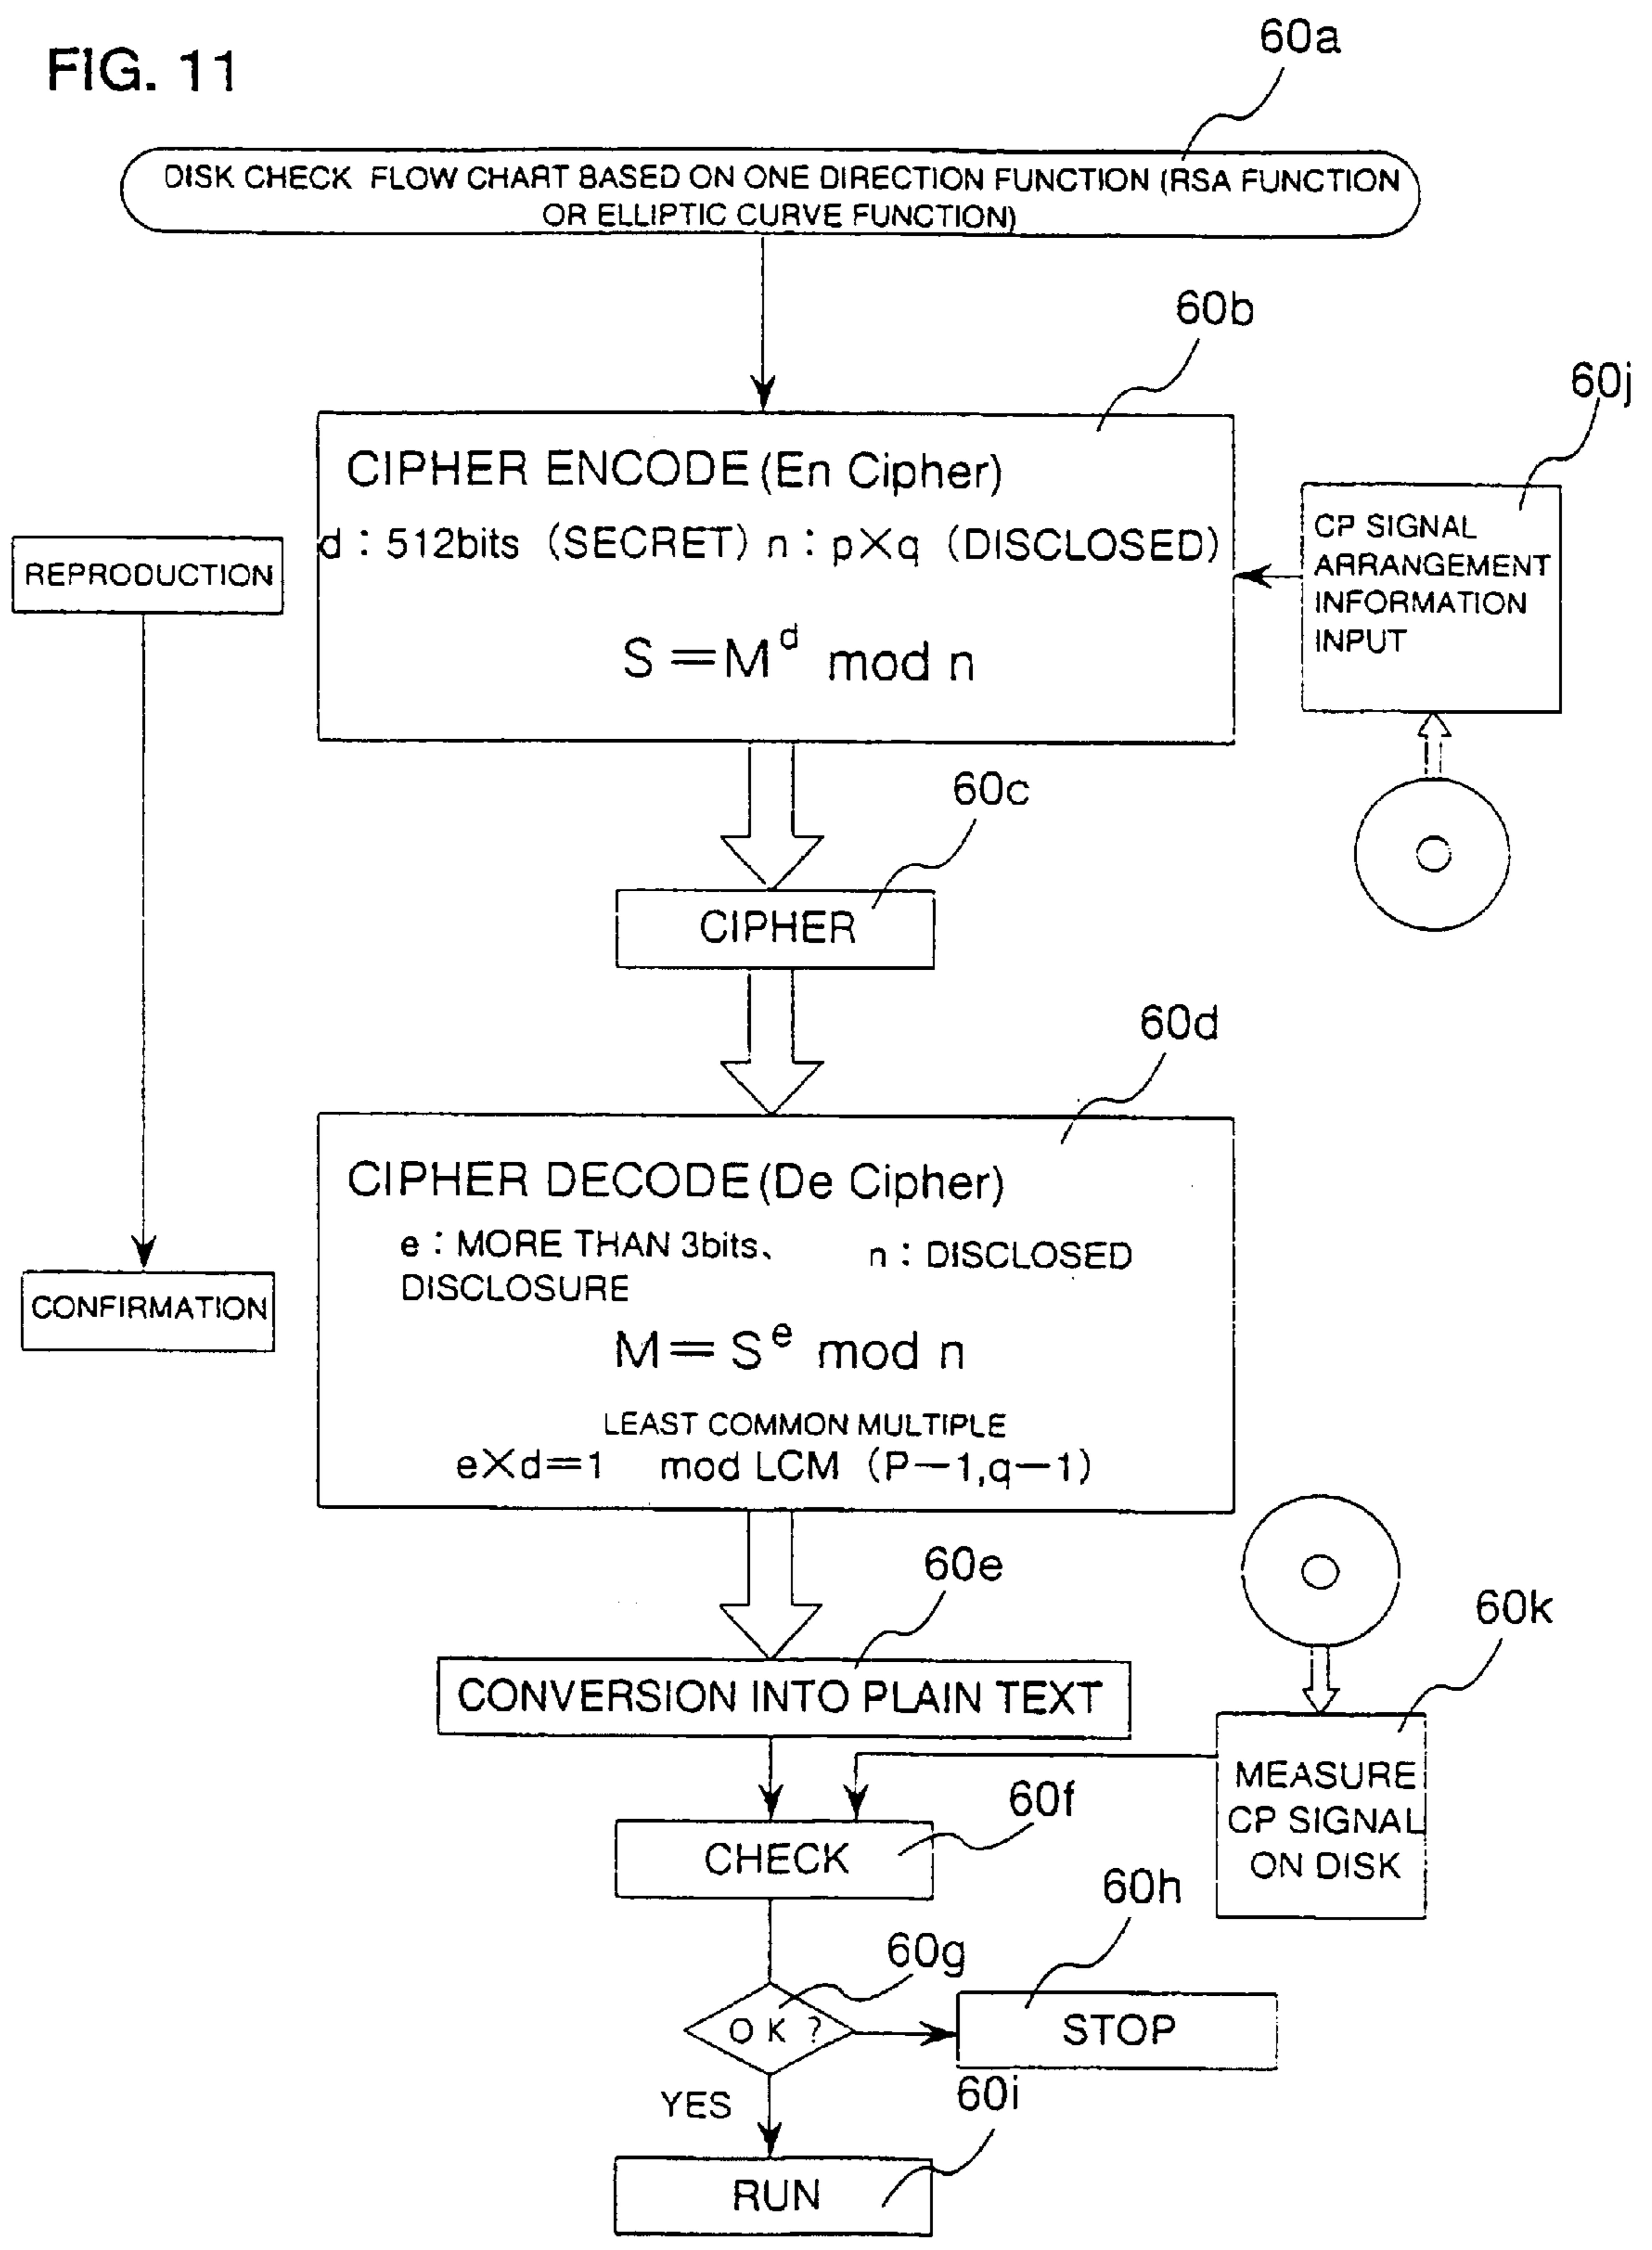 FIG. 11
60a
DISK CHECK FLOW CHART BASED ON ONE DIRECTION FUNCTION (RSA FUNCTION
OR ELLIPTIC CURVE FUNCTION)
60b
60j
CIPHER ENCODE (En Cipher)
d : 512bits (SECRET) n : p×q (DISCLOSED)
S = M^d mod n
CP SIGNAL
ARRANGEMENT
INFORMATION
INPUT
REPRODUCTION
60c
CIPHER
60d
CIPHER DECODE (De Cipher)
e : MORE THAN 3bits、 n : DISCLOSED
DISCLOSURE
M = S^e mod n
LEAST COMMON MULTIPLE
e×d=1 mod LCM (P−1,q−1)
CONFIRMATION
60e
60k
CONVERSION INTO PLAIN TEXT
MEASURE
CP SIGNAL
ON DISK
60f
CHECK
60h
60g
OK ?
STOP
YES
60i
RUN